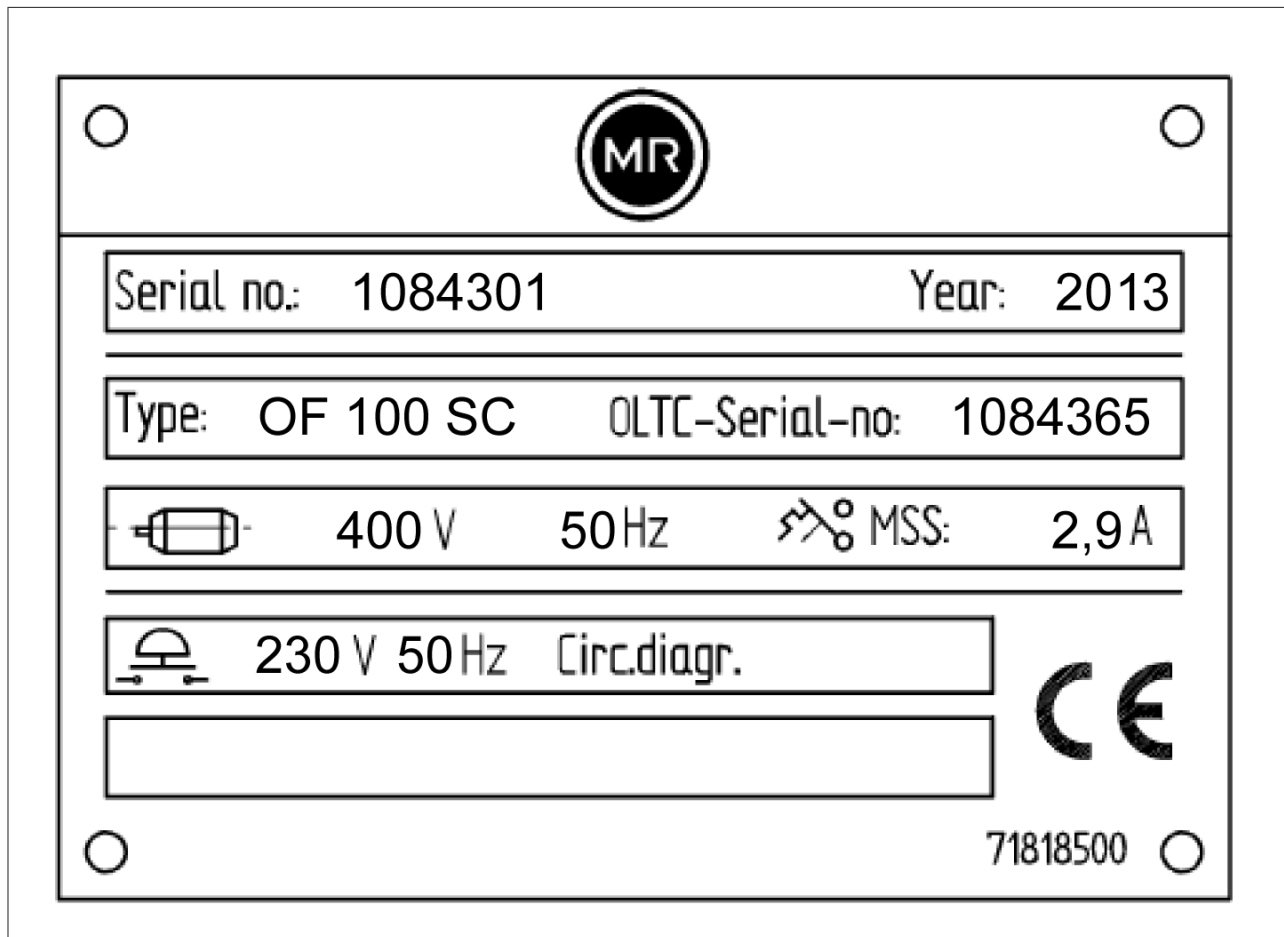 MR
Serial no.: 1084301 Year: 2013
Type: OF 100 SC OLTC-Serial-no: 1084365
400 V 50 Hz MSS: 2,9 A
230 V 50 Hz Circ.diagr.
CE
71818500